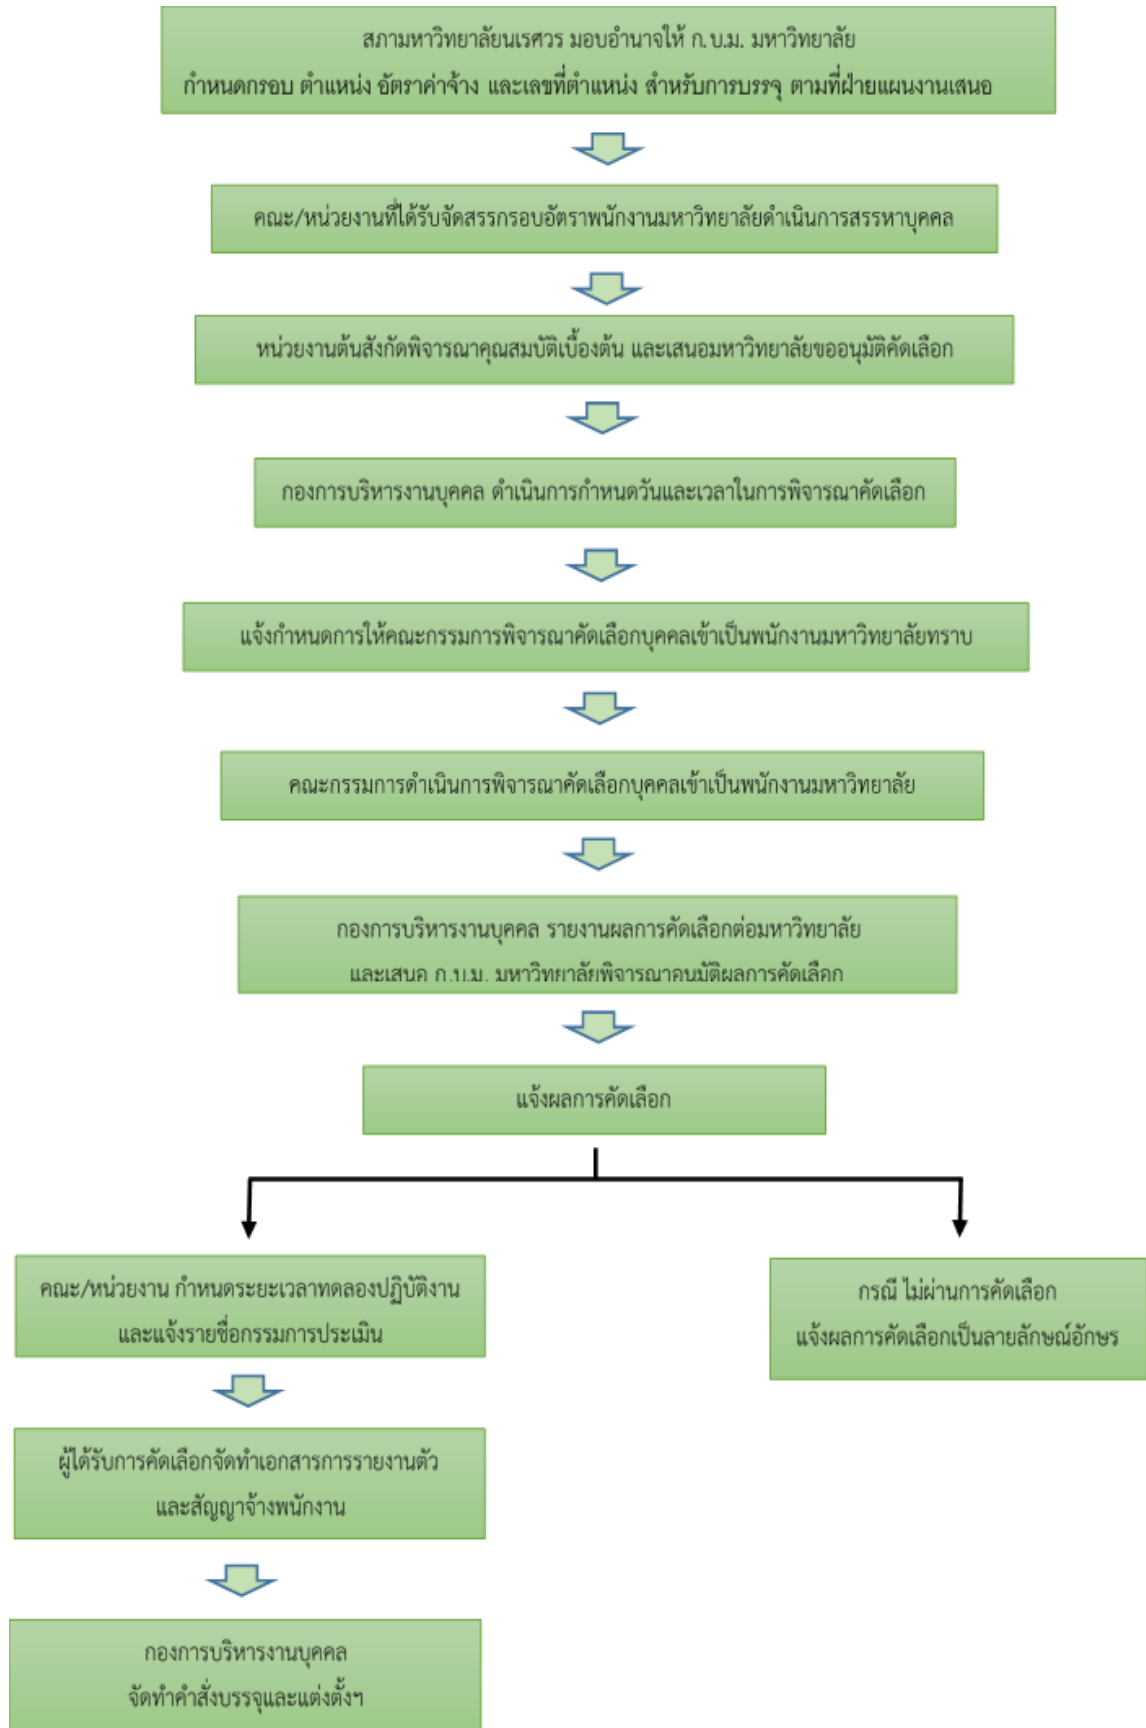 สภามหาวิทยาลัยนเรศวร มอบอำนาจให้ ก.บ.ม. มหาวิทยาลัย
กำหนดกรอบ ตำแหน่ง อัตราค่าจ้าง และเลขที่ตำแหน่ง สำหรับการบรรจุ ตามที่ฝ่ายแผนงานเสนอ
คณะ/หน่วยงานที่ได้รับจัดสรรกรอบอัตราพนักงานมหาวิทยาลัยดำเนินการสรรหาบุคคล
หน่วยงานต้นสังกัดพิจารณาคุณสมบัติเบื้องต้น และเสนอมหาวิทยาลัยขออนุมัติคัดเลือก
กองการบริหารงานบุคคล ดำเนินการกำหนดวันและเวลาในการพิจารณาคัดเลือก
แจ้งกำหนดการให้คณะกรรมการพิจารณาคัดเลือกบุคคลเข้าเป็นพนักงานมหาวิทยาลัยทราบ
คณะกรรมการดำเนินการพิจารณาคัดเลือกบุคคลเข้าเป็นพนักงานมหาวิทยาลัย
กองการบริหารงานบุคคล รายงานผลการคัดเลือกต่อมหาวิทยาลัย
และเสนอ ก.บ.ม. มหาวิทยาลัยพิจารณาอนุมัติผลการคัดเลือก
แจ้งผลการคัดเลือก
คณะ/หน่วยงาน กำหนดระยะเวลาทดลองปฏิบัติงาน
และแจ้งรายชื่อกรรมการประเมิน
กรณี ไม่ผ่านการคัดเลือก
แจ้งผลการคัดเลือกเป็นลายลักษณ์อักษร
ผู้ได้รับการคัดเลือกจัดทำเอกสารการรายงานตัว
และสัญญาจ้างพนักงาน
กองการบริหารงานบุคคล
จัดทำคำสั่งบรรจุและแต่งตั้งฯ